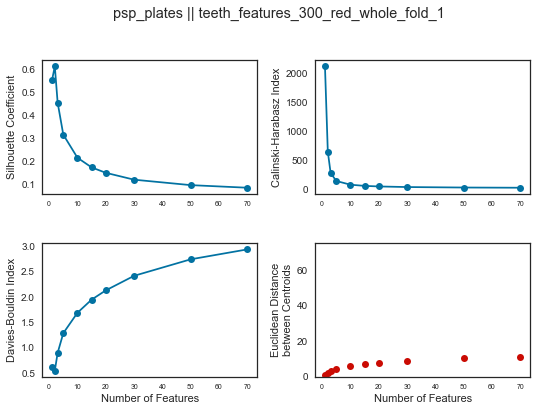 psp_plates || teeth_features_300_red_whole_fold_1
Silhouette Coefficient
0.6
0.5
0.4
0.3
0.2
0.1
0 10 20 30 40 50 60 70
Calinski-Harabasz Index
2000
1500
1000
500
0
0 10 20 30 40 50 60 70
Davies-Bouldin Index
3.0
2.5
2.0
1.5
1.0
0.5
0 10 20 30 40 50 60 70
Number of Features
Euclidean Distance
between Centroids
60
40
20
0
0 10 20 30 40 50 60 70
Number of Features